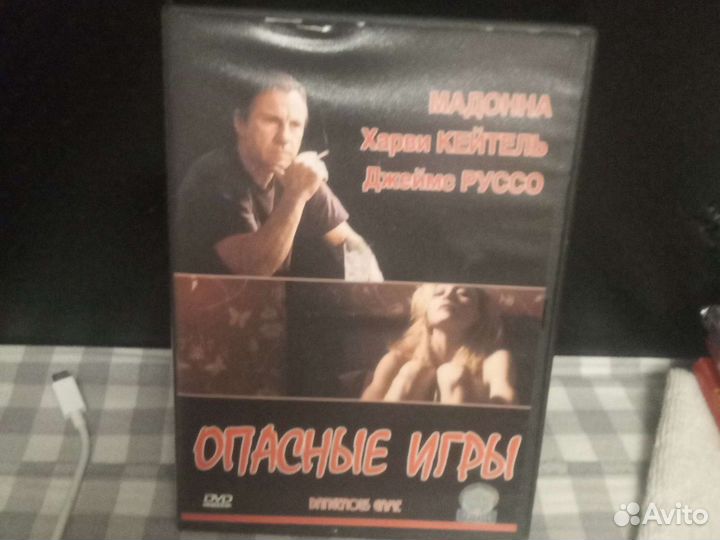 МАДОННА
Харви КЕЙТЕЛЬ
Джеймс РУССО
ОПАСНЫЕ ИГРЫ
DVD
Avito